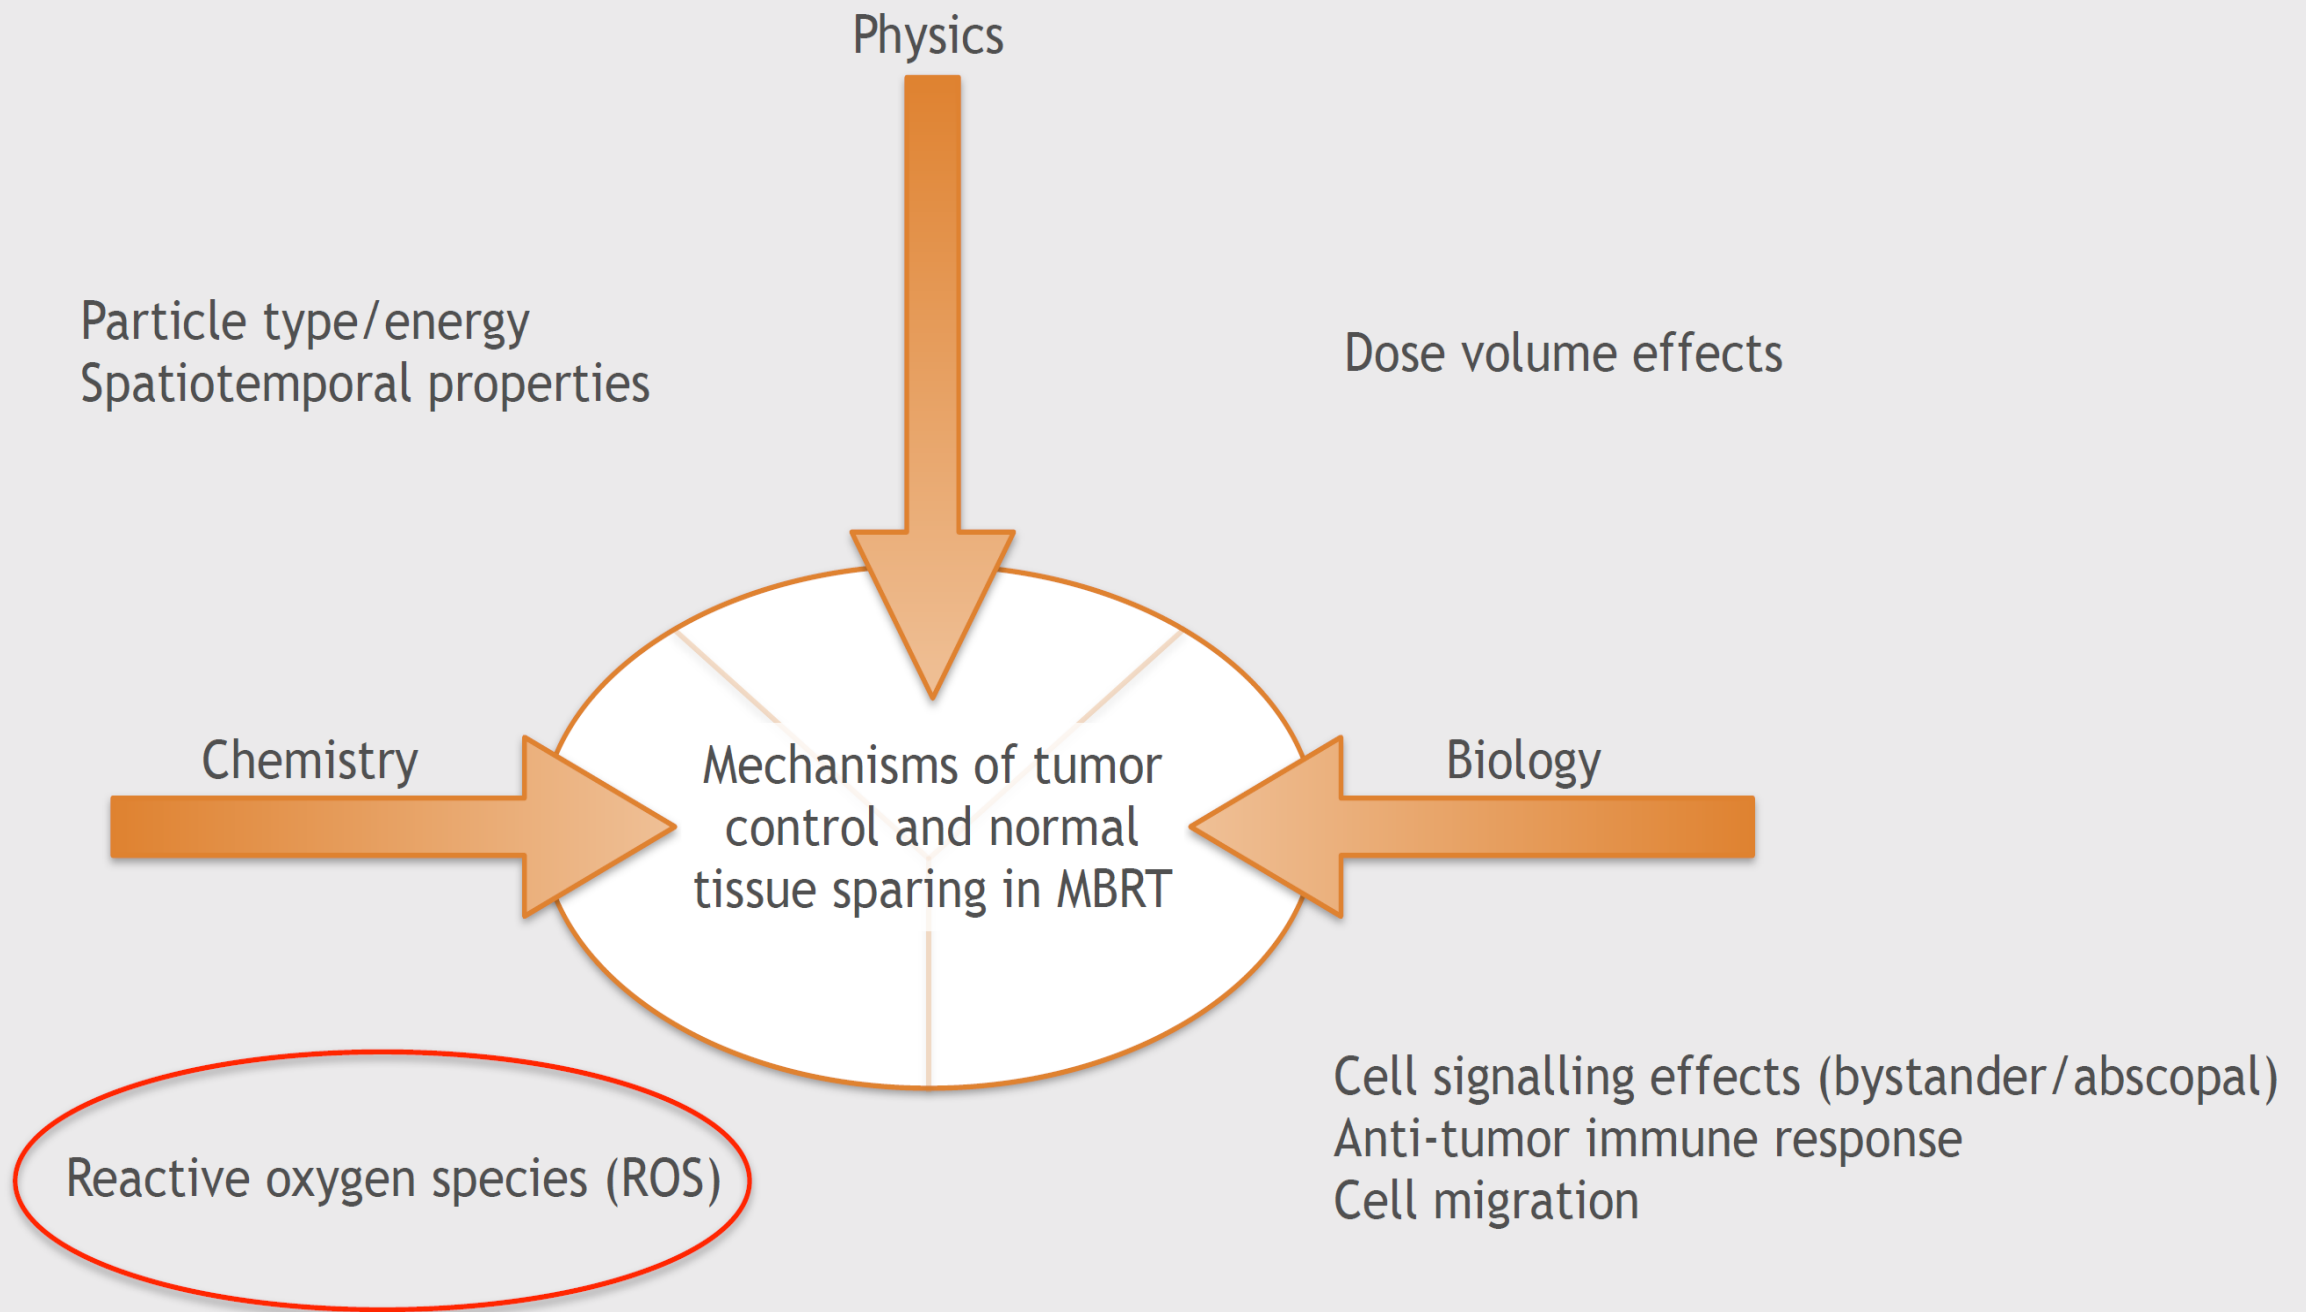 Physics
Particle type/energy
Spatiotemporal properties
Dose volume effects
Chemistry
Mechanisms of tumor
control and normal
tissue sparing in MBRT
Biology
Reactive oxygen species (ROS)
Cell signalling effects (bystander/abscopal)
Anti-tumor immune response
Cell migration